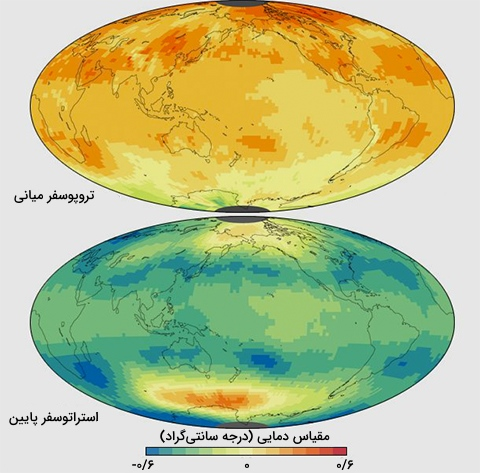 تروپوسفر میانی
استراتوسفر پایین
مقیاس دمایی (درجه سانتی‌گراد)
-۰/۶ ۰ ۰/۶